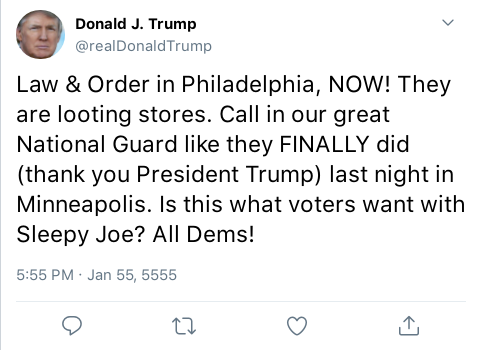 Donald J. Trump
@realDonaldTrump
Law & Order in Philadelphia, NOW! They
are looting stores. Call in our great
National Guard like they FINALLY did
(thank you President Trump) last night in
Minneapolis. Is this what voters want with
Sleepy Joe? All Dems!
5:55 PM · Jan 55, 5555